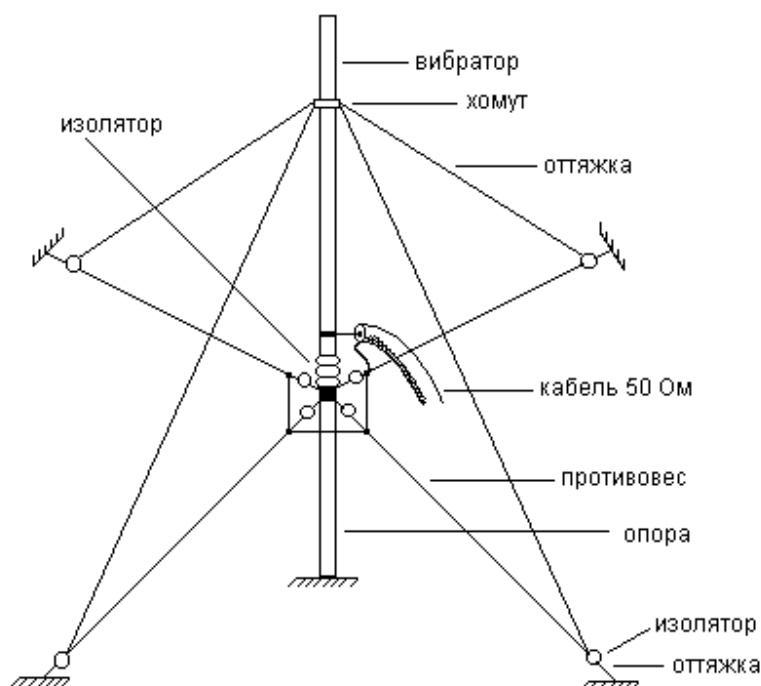 вибратор
хомут
изолятор
оттяжка
кабель 50 Ом
противовес
опора
изолятор
оттяжка